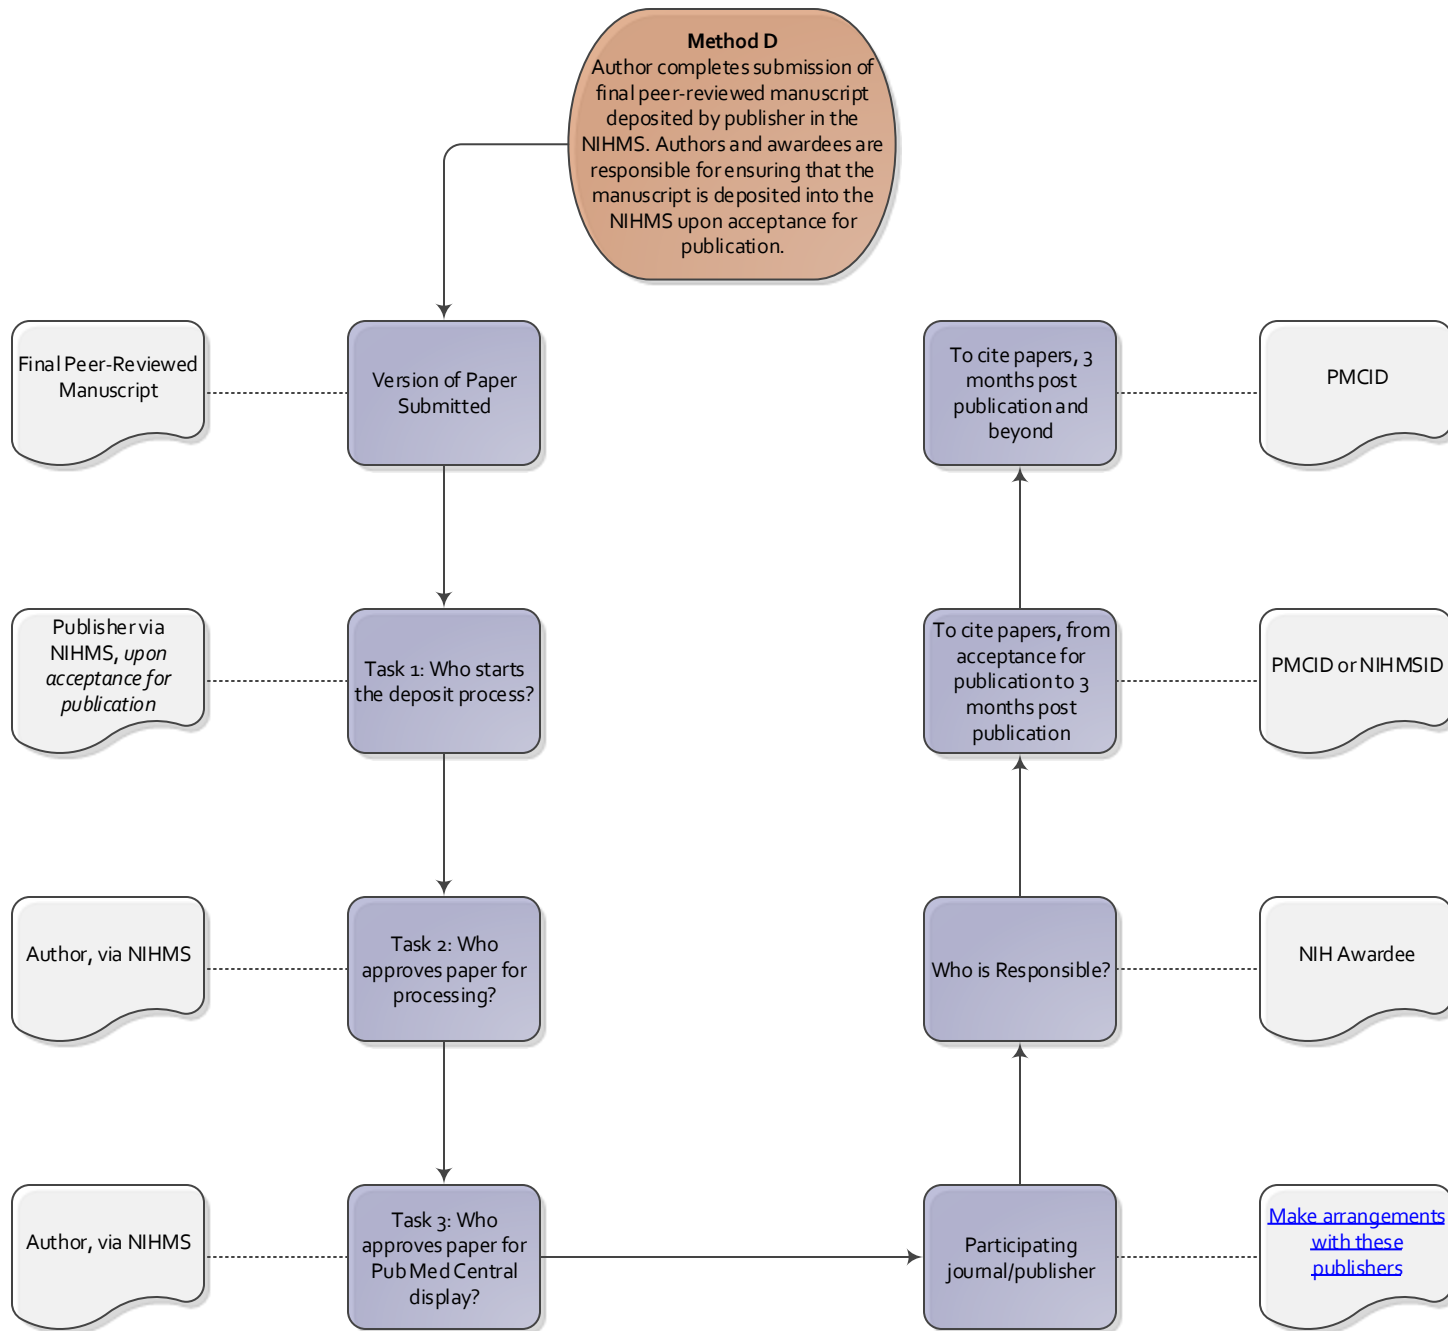 Method D
Author completes submission of
final peer-reviewed manuscript
deposited by publisher in the
NIHMS. Authors and awardees are
responsible for ensuring that the
manuscript is deposited into the
NIHMS upon acceptance for
publication.
Final Peer-Reviewed
Manuscript
Version of Paper
Submitted
Publisher via
NIHMS, upon
acceptance for
publication
Task 1: Who starts
the deposit process?
Author, via NIHMS
Task 2: Who
approves paper for
processing?
Author, via NIHMS
Task 3: Who
approves paper for
PubMed Central
display?
Participating
journal/publisher
Make arrangements
with these
publishers
Who is Responsible?
NIH Awardee
To cite papers, from
acceptance for
publication to 3
months post
publication
PMCID or NIHMSID
To cite papers, 3
months post
publication and
beyond
PMCID